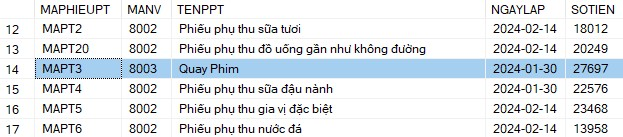 MAPHIEUPT MANV TENPPT NGAYLAP SOTIEN
12 MAPT2 8002 Phiếu phụ thu sữa tươi 2024-02-14 18012
13 MAPT20 8002 Phiếu phụ thu đồ uống gần như không đường 2024-02-14 20249
14 MAPT3 8003 Quay Phim 2024-01-30 27697
15 MAPT4 8002 Phiếu phụ thu sữa đậu nành 2024-01-30 22576
16 MAPT5 8002 Phiếu phụ thu gia vị đặc biệt 2024-02-14 23468
17 MAPT6 8002 Phiếu phụ thu nước đá 2024-02-14 13958